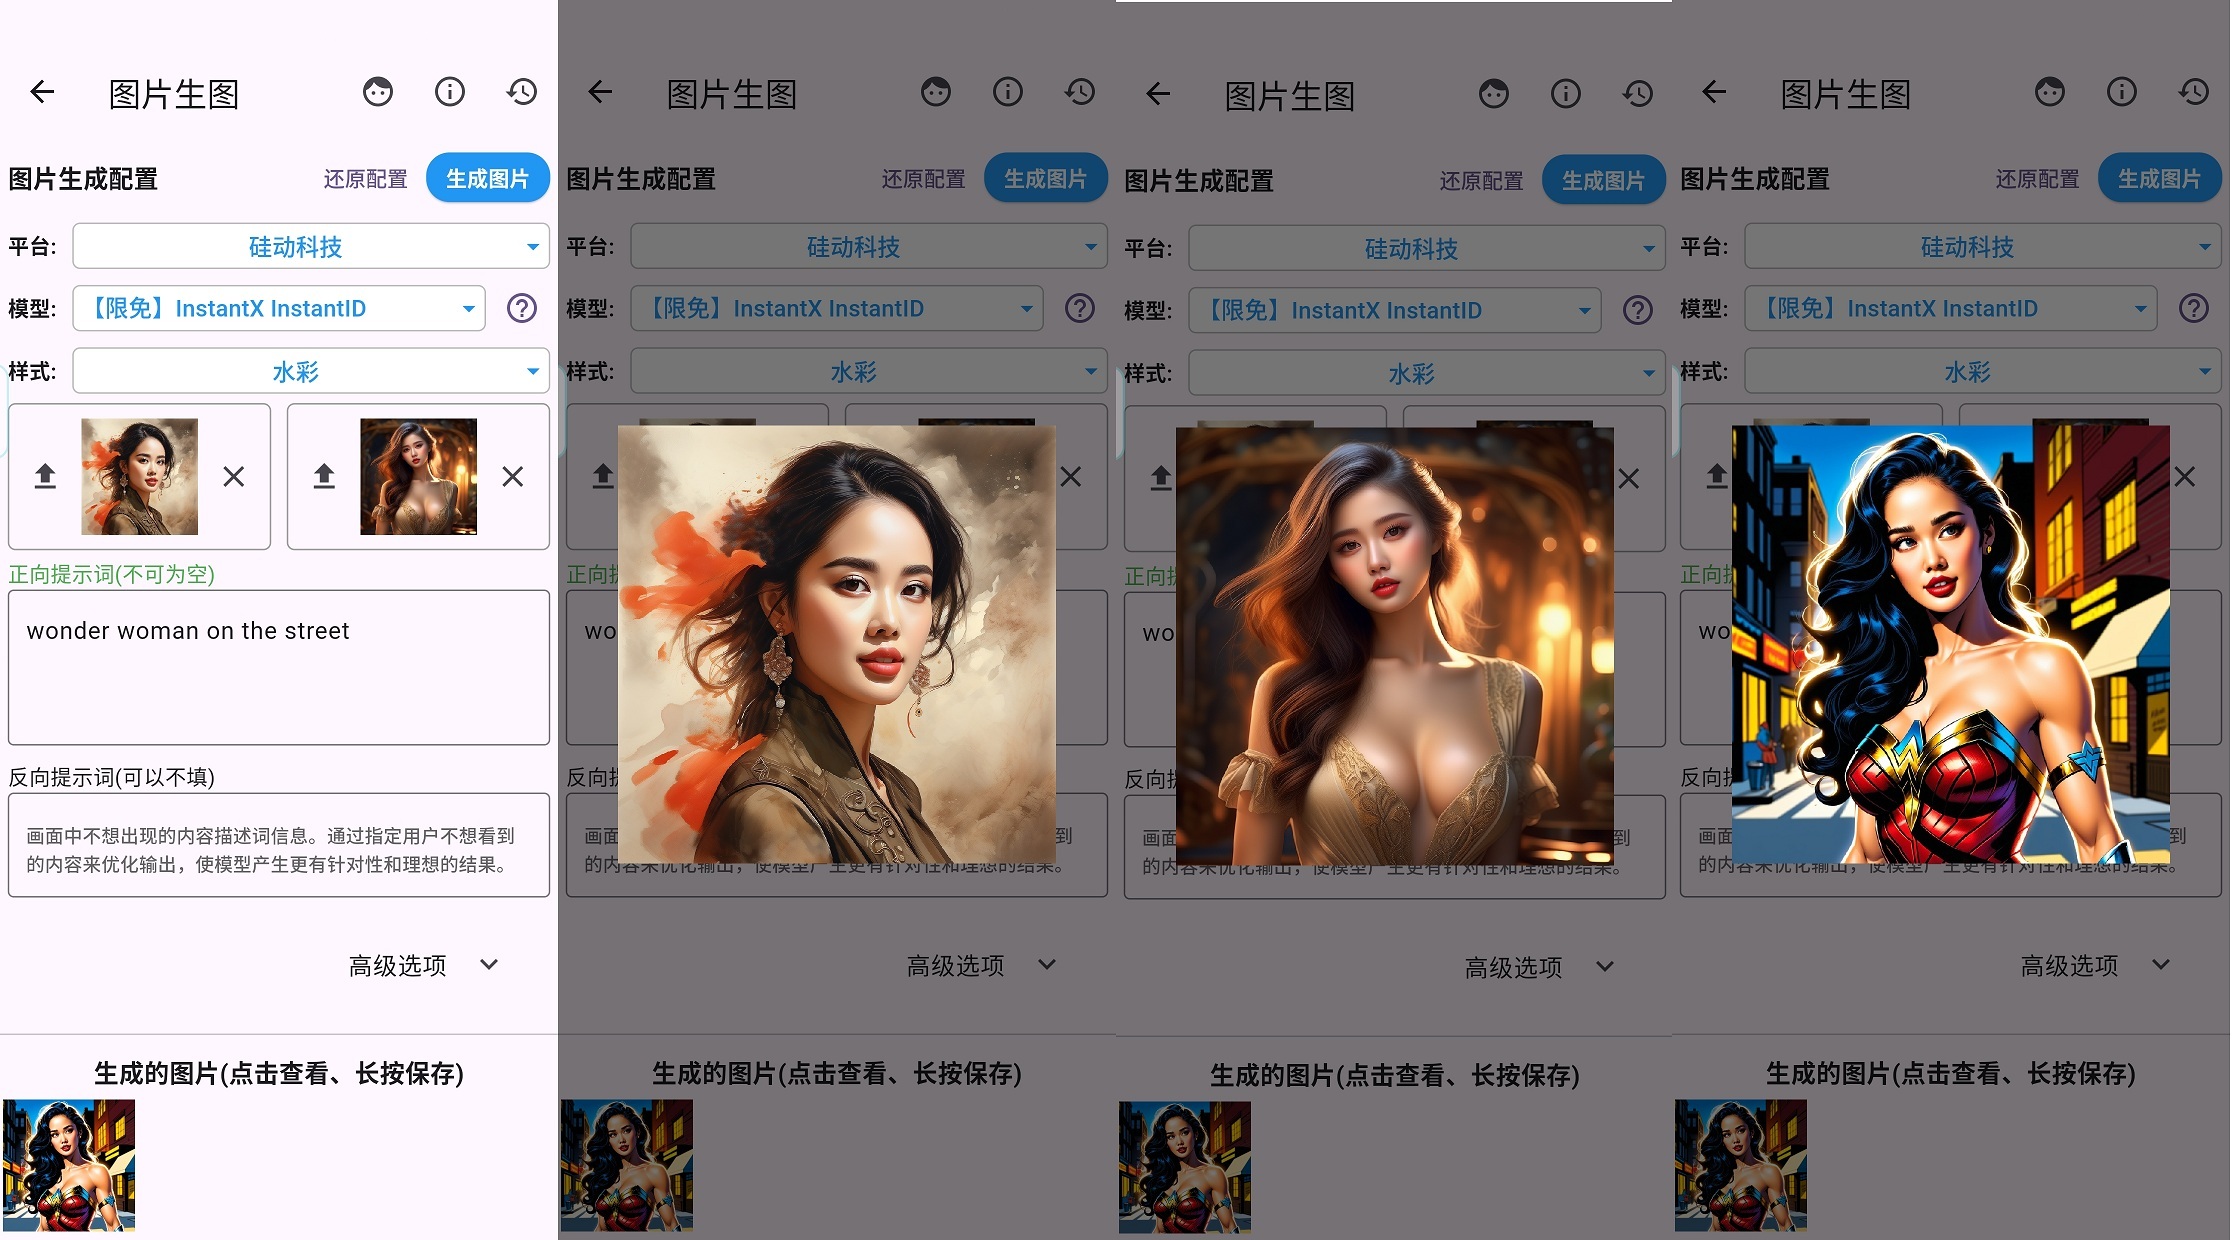 图片生图
图片生成配置 还原配置 生成图片
平台: 硅动科技
模型: 【限免】InstantX InstantID
样式: 水彩
正向提示词(不可为空)
wonder woman on the street
反向提示词(可以不填)
画面中不想出现的内容描述词信息。通过指定用户不想看到
的内容来优化输出，使模型产生更有针对性和理想的结果。
高级选项
生成的图片(点击查看、长按保存)
图片生图
图片生成配置 还原配置 生成图片
平台: 硅动科技
模型: 【限免】InstantX InstantID
样式: 水彩
正向
wo
反向
画面 到
的内容来优化输出，使模型产生更有针对性和理想的结果。
高级选项
生成的图片(点击查看、长按保存)
图片生图
图片生成配置 还原配置 生成图片
平台: 硅动科技
模型: 【限免】InstantX InstantID
样式: 水彩
正向
wo
反向
画面 到
的内容来优化输出，使模型产生更有针对性和理想的结果。
高级选项
生成的图片(点击查看、长按保存)
图片生图
图片生成配置 还原配置 生成图片
平台: 硅动科技
模型: 【限免】InstantX InstantID
样式: 水彩
正向
wo
反向
画面 到
的内容来优化输出，使模型产生更有针对性和理想的结果。
高级选项
生成的图片(点击查看、长按保存)